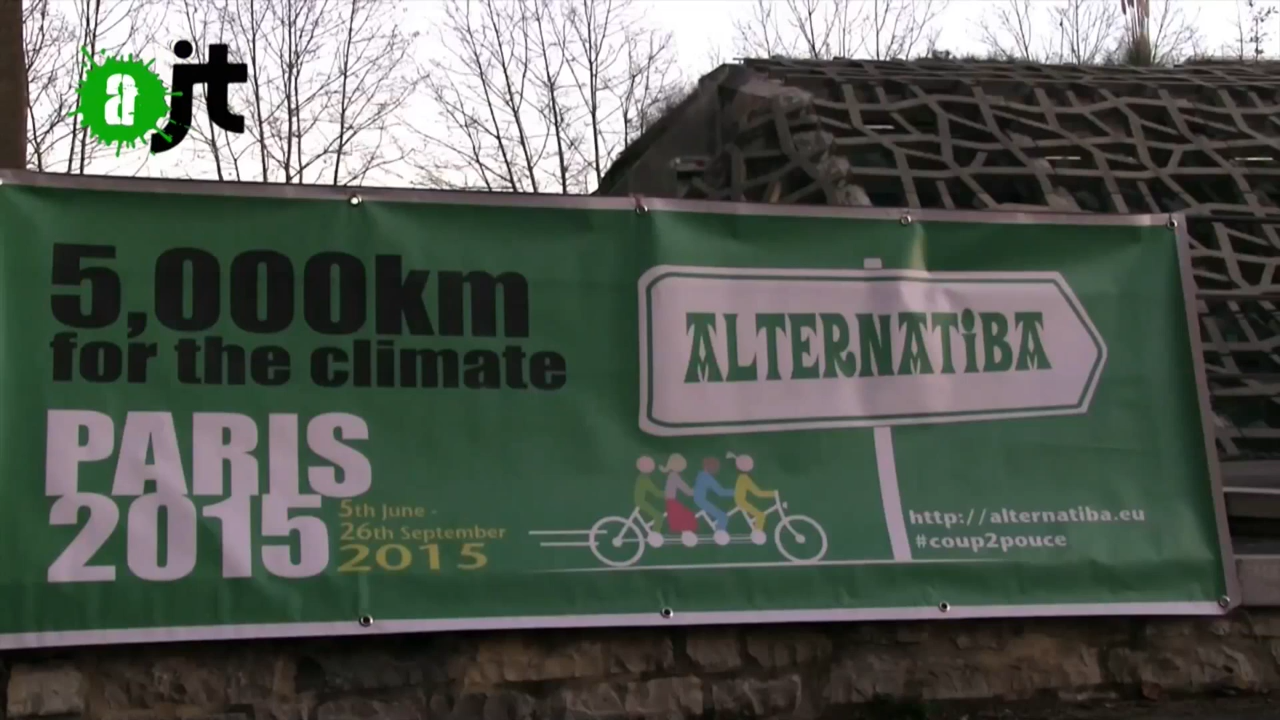 ajt
5,000km
for the climate
PARIS
2015
5th June -
26th September
2015
ALTERNATiBA
http://alternatiba.eu
#coup2pouce